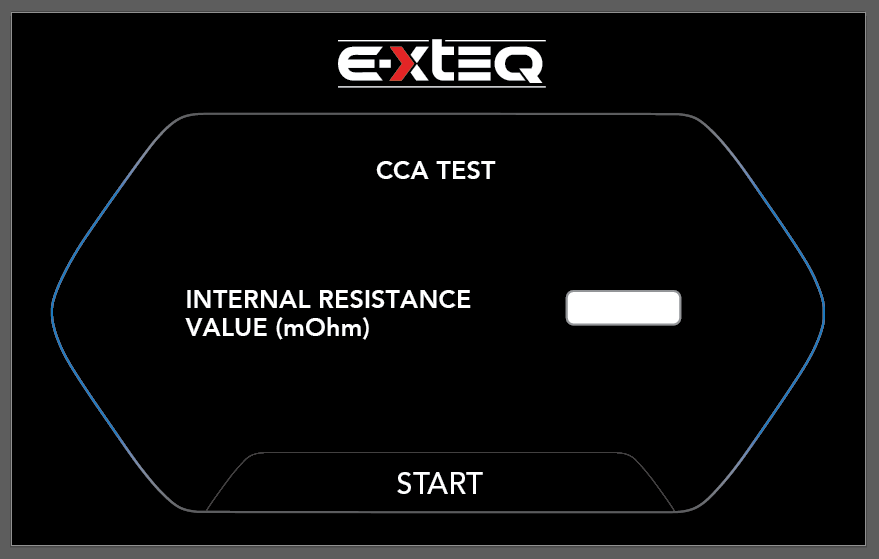 E-XTEQ
CCA TEST
INTERNAL RESISTANCE
VALUE (mOhm)
START